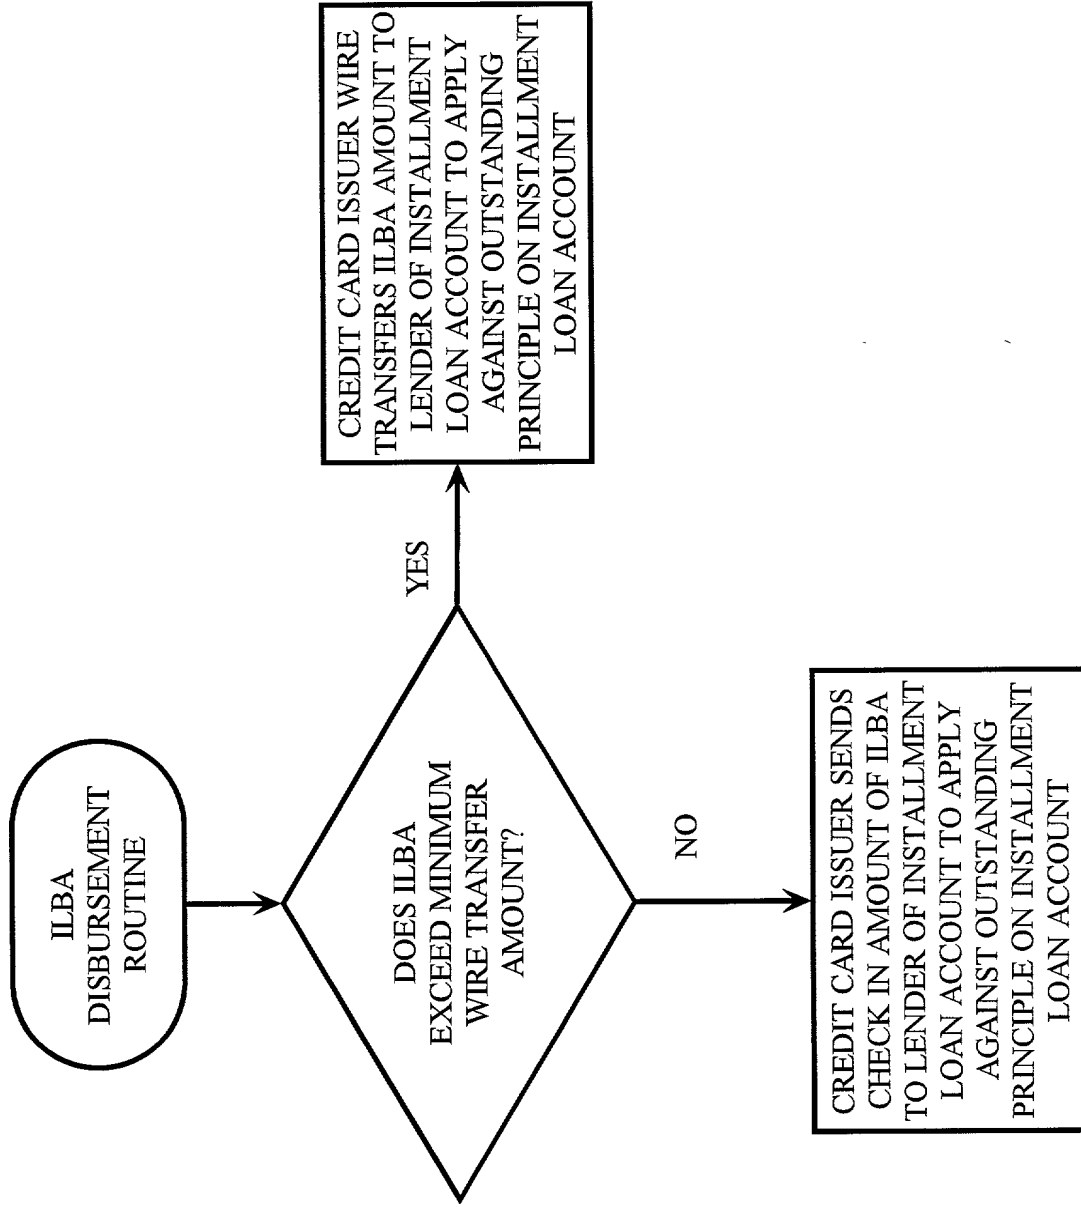 ILBA
DISBURSEMENT
ROUTINE
DOES ILBA
EXCEED MINIMUM
WIRE TRANSFER
AMOUNT?
YES
CREDIT CARD ISSUER WIRE
TRANSFERS ILBA AMOUNT TO
LENDER OF INSTALLMENT
LOAN ACCOUNT TO APPLY
AGAINST OUTSTANDING
PRINCIPLE ON INSTALLMENT
LOAN ACCOUNT
NO
CREDIT CARD ISSUER SENDS
CHECK IN AMOUNT OF ILBA
TO LENDER OF INSTALLMENT
LOAN ACCOUNT TO APPLY
AGAINST OUTSTANDING
PRINCIPLE ON INSTALLMENT
LOAN ACCOUNT